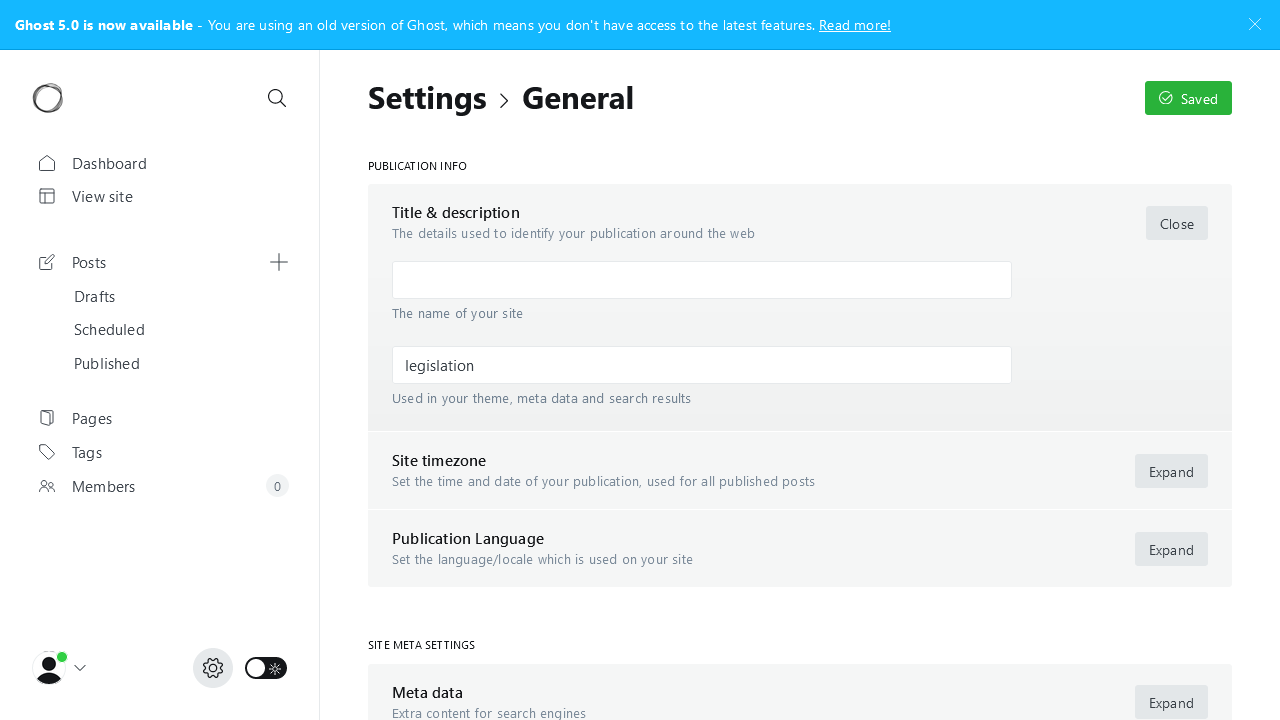 Ghost 5.0 is now available - You are using an old version of Ghost, which means you don't have access to the latest features. Read more!
Settings
General
Saved
Dashboard
View site
Posts
Drafts
Scheduled
Published
Pages
Tags
Members
0
PUBLICATION INFO
Title & description
The details used to identify your publication around the web
Close
The name of your site
legislation
Used in your theme, meta data and search results
Site timezone
Set the time and date of your publication, used for all published posts
Expand
Publication Language
Set the language/locale which is used on your site
Expand
SITE META SETTINGS
Meta data
Extra content for search engines
Expand